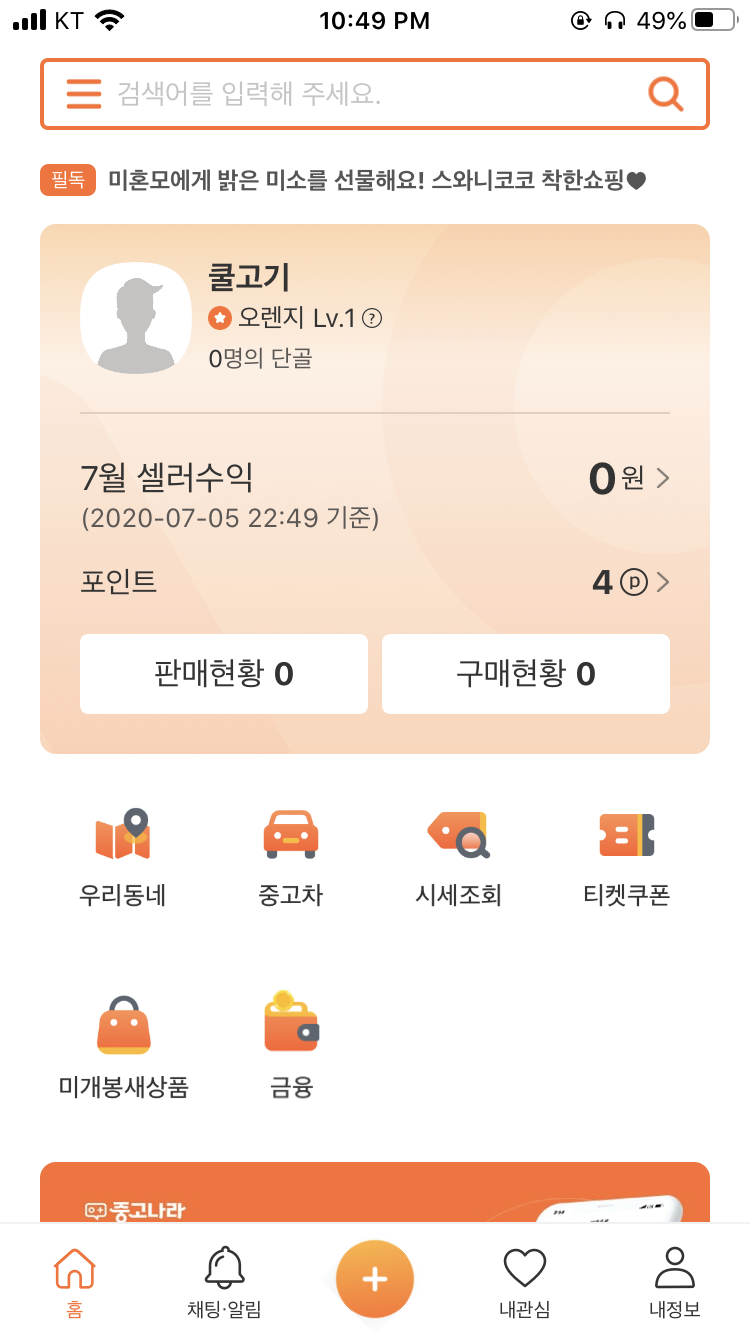 KT 10:49 PM 49%
검색어를 입력해 주세요.
필독 미혼모에게 밝은 미소를 선물해요! 스와니코코 착한쇼핑♥
쿨고기
오렌지 Lv.1 ?
0명의 단골
7월 셀러수익 0 원
(2020-07-05 22:49 기준)
포인트 4 p
판매현황 0 구매현황 0
우리동네 중고차 시세조회 티켓쿠폰
미개봉새상품 금융
중고나라
홈 채팅·알림 내관심 내정보